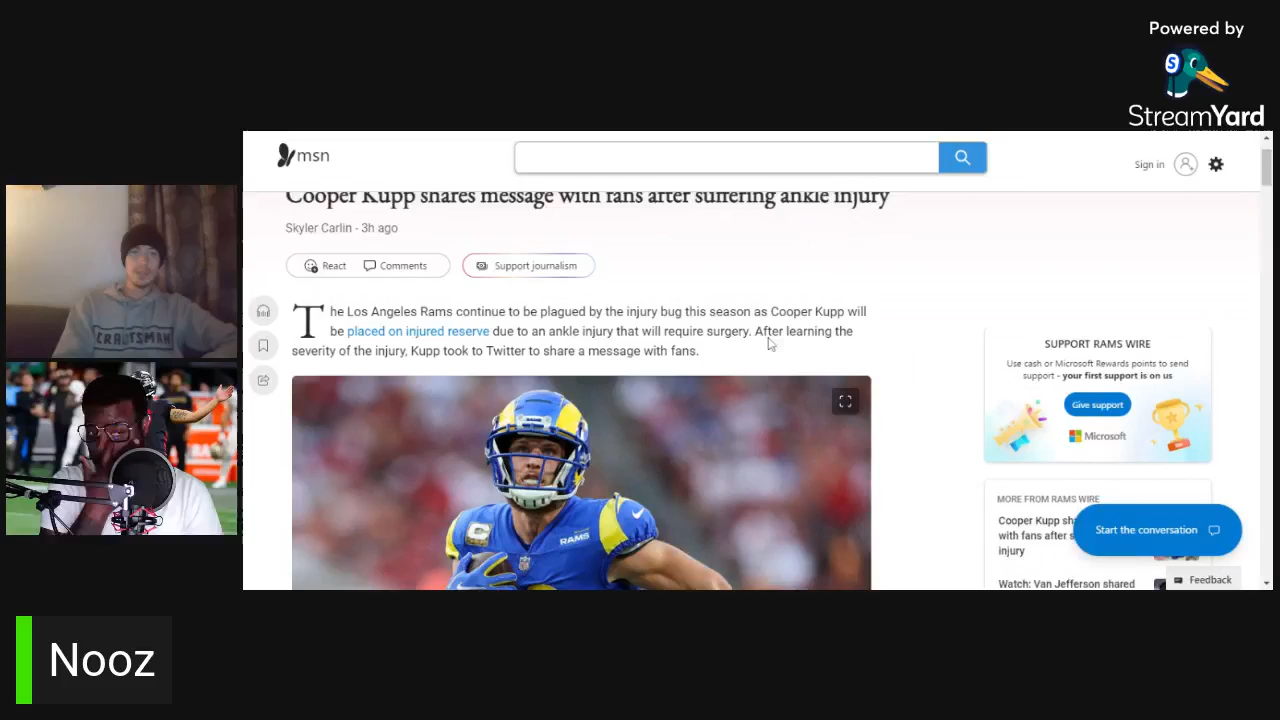 Powered by
StreamYard
msn
Sign in
Cooper Kupp shares message with fans after suffering ankle injury
Skyler Carlin - 3h ago
React
Comments
Support journalism
The Los Angeles Rams continue to be plagued by the injury bug this season as Cooper Kupp will
be placed on injured reserve due to an ankle injury that will require surgery. After learning the
severity of the injury, Kupp took to Twitter to share a message with fans.
RAMS
SUPPORT RAMS WIRE
Use cash or Microsoft Rewards points to send
support - your first support is on us
Give support
Microsoft
MORE FROM RAMS WIRE
Cooper Kupp sh
with fans after s
injury
Watch: Van Jefferson shared
Start the conversation
Feedback
CRAFTSMAN
Nooz